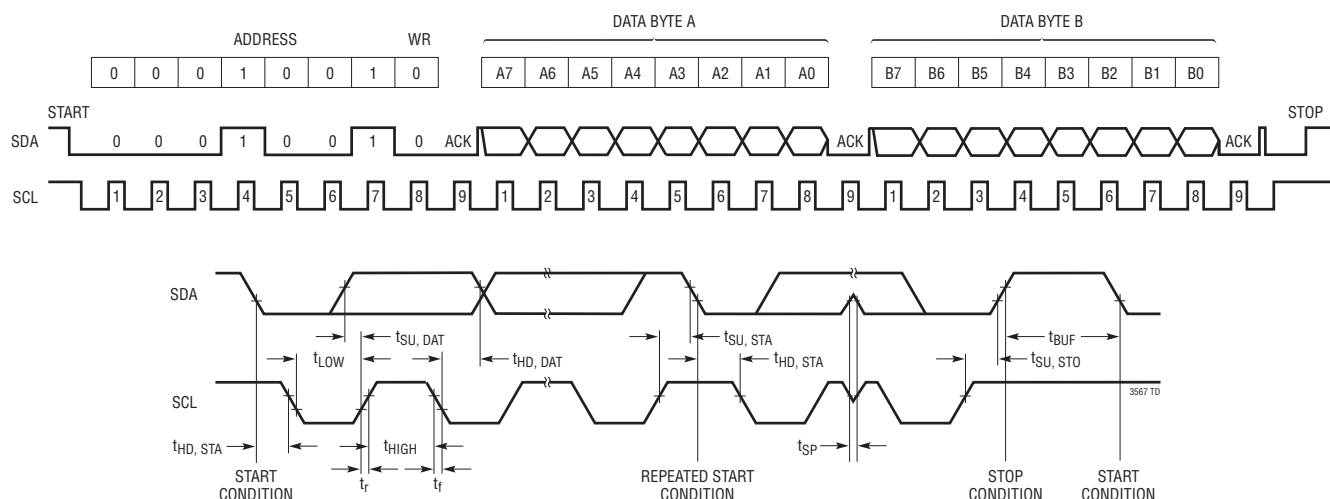 DATA BYTE A DATA BYTE B
ADDRESS WR
0 0 0 1 0 0 1 0 A7 A6 A5 A4 A3 A2 A1 A0 B7 B6 B5 B4 B3 B2 B1 B0
START STOP
SDA 0 0 0 1 0 0 1 0 ACK ACK ACK
SCL 1 2 3 4 5 6 7 8 9 1 2 3 4 5 6 7 8 9 1 2 3 4 5 6 7 8 9
SDA
tSU, DAT tSU, STA tBUF
tLOW tHD, DAT tHD, STA tSU, STO
SCL 3567 TD
tHD, STA tHIGH tSP
tr tf
START CONDITION
REPEATED START CONDITION
STOP CONDITION
START CONDITION